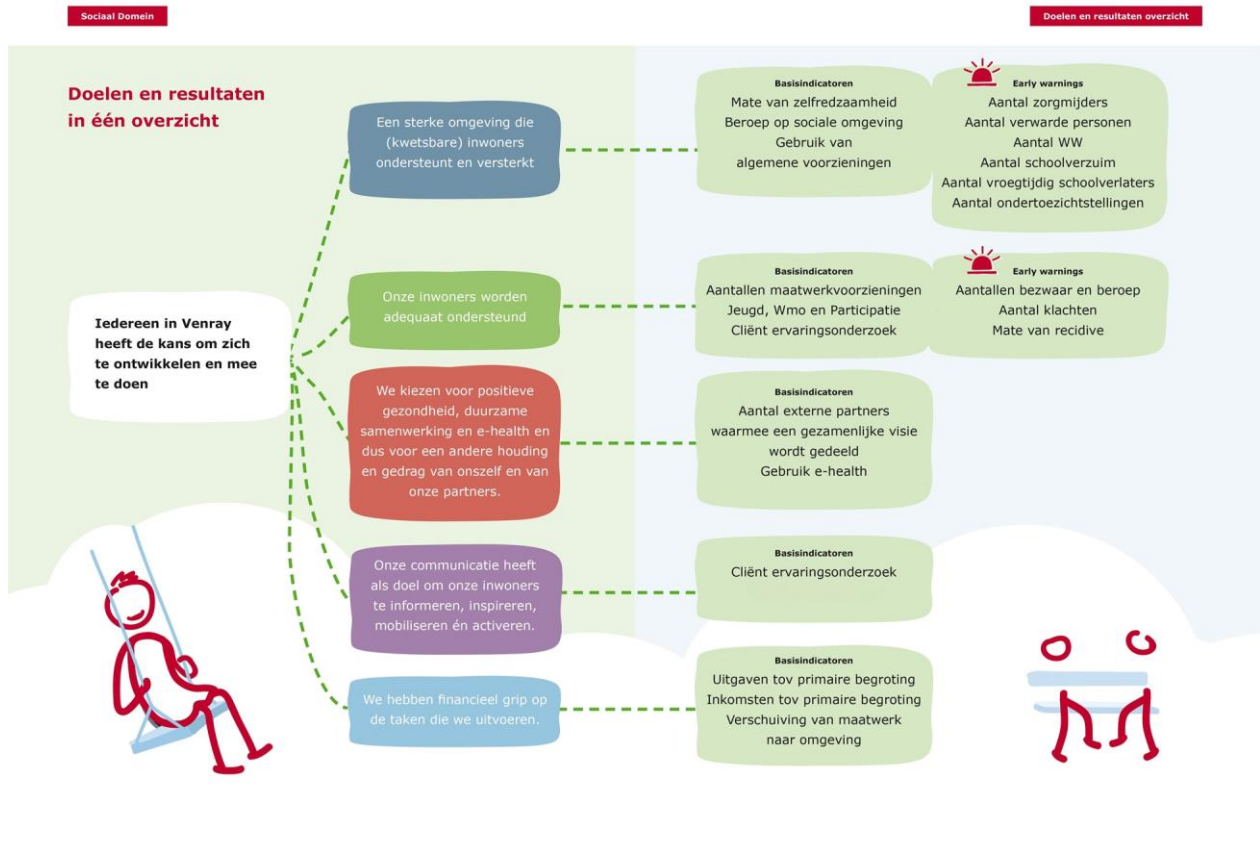 Sociaal Domein
Doelen en resultaten overzicht
Doelen en resultaten
in één overzicht
Iedereen in Venray
heeft de kans om zich
te ontwikkelen en mee
te doen
Een sterke omgeving die
(kwetsbare) inwoners
ondersteunt en versterkt
Basisindicatoren
Mate van zelfredzaamheid
Beroep op sociale omgeving
Gebruik van
algemene voorzieningen
Early warnings
Aantal zorgmijders
Aantal verwarde personen
Aantal WW
Aantal schoolverzuim
Aantal vroegtijdig schoolverlaters
Aantal ondertoezichtstellingen
Onze inwoners worden
adequaat ondersteund
Basisindicatoren
Aantallen maatwerkvoorzieningen
Jeugd, Wmo en Participatie
Cliënt ervaringsonderzoek
Early warnings
Aantallen bezwaar en beroep
Aantal klachten
Mate van recidive
We kiezen voor positieve
gezondheid, duurzame
samenwerking en e-health en
dus voor een andere houding
en gedrag van onszelf en van
onze partners.
Basisindicatoren
Aantal externe partners
waarmee een gezamenlijke visie
wordt gedeeld
Gebruik e-health
Onze communicatie heeft
als doel om onze inwoners
te informeren, inspireren,
mobiliseren én activeren.
Basisindicatoren
Cliënt ervaringsonderzoek
We hebben financieel grip op
de taken die we uitvoeren.
Basisindicatoren
Uitgaven tov primaire begroting
Inkomsten tov primaire begroting
Verschuiving van maatwerk
naar omgeving